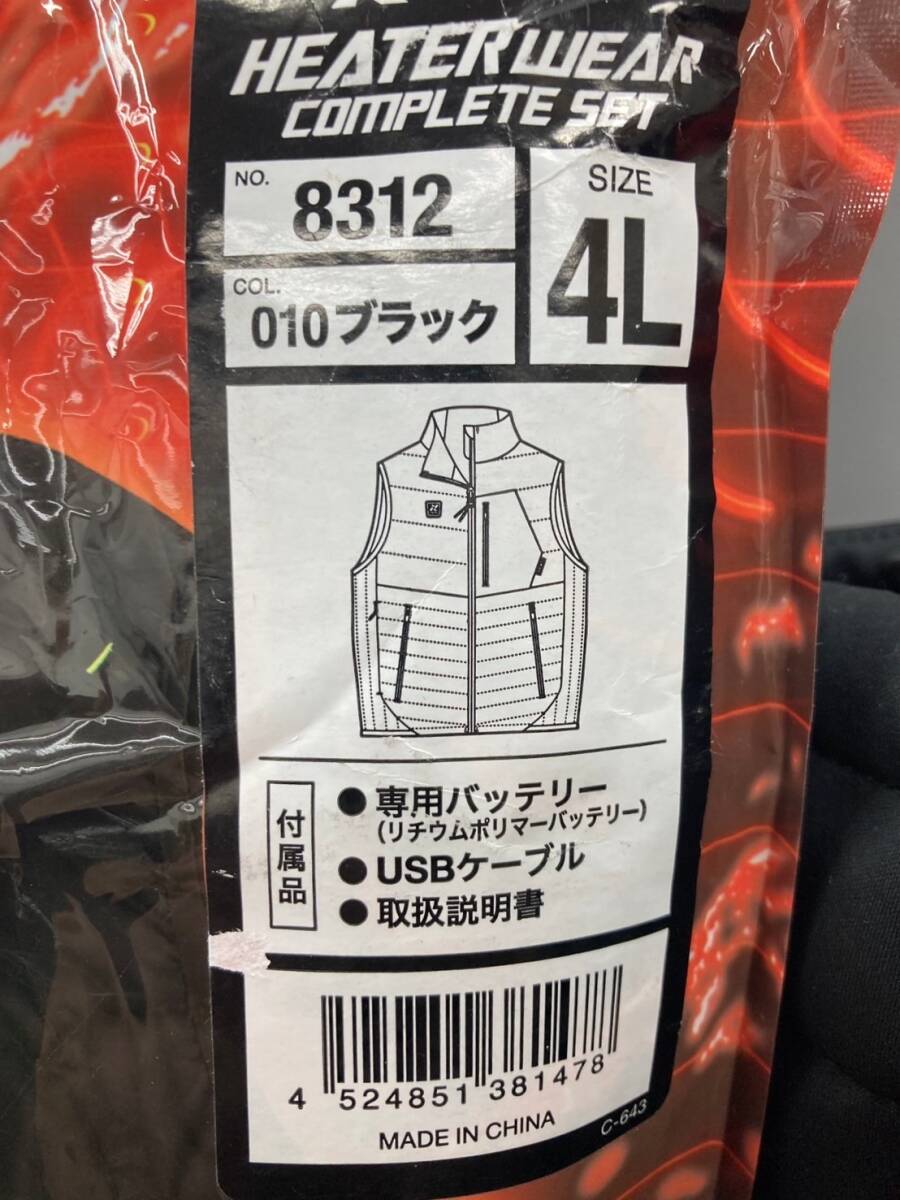 HEATER WEAR
COMPLETE SET
NO.
8312
COL.
010ブラック
SIZE
4L
付属品
●専用バッテリー
(リチウムポリマーバッテリー)
●USBケーブル
●取扱説明書
4 524851 381478
MADE IN CHINA
C-643